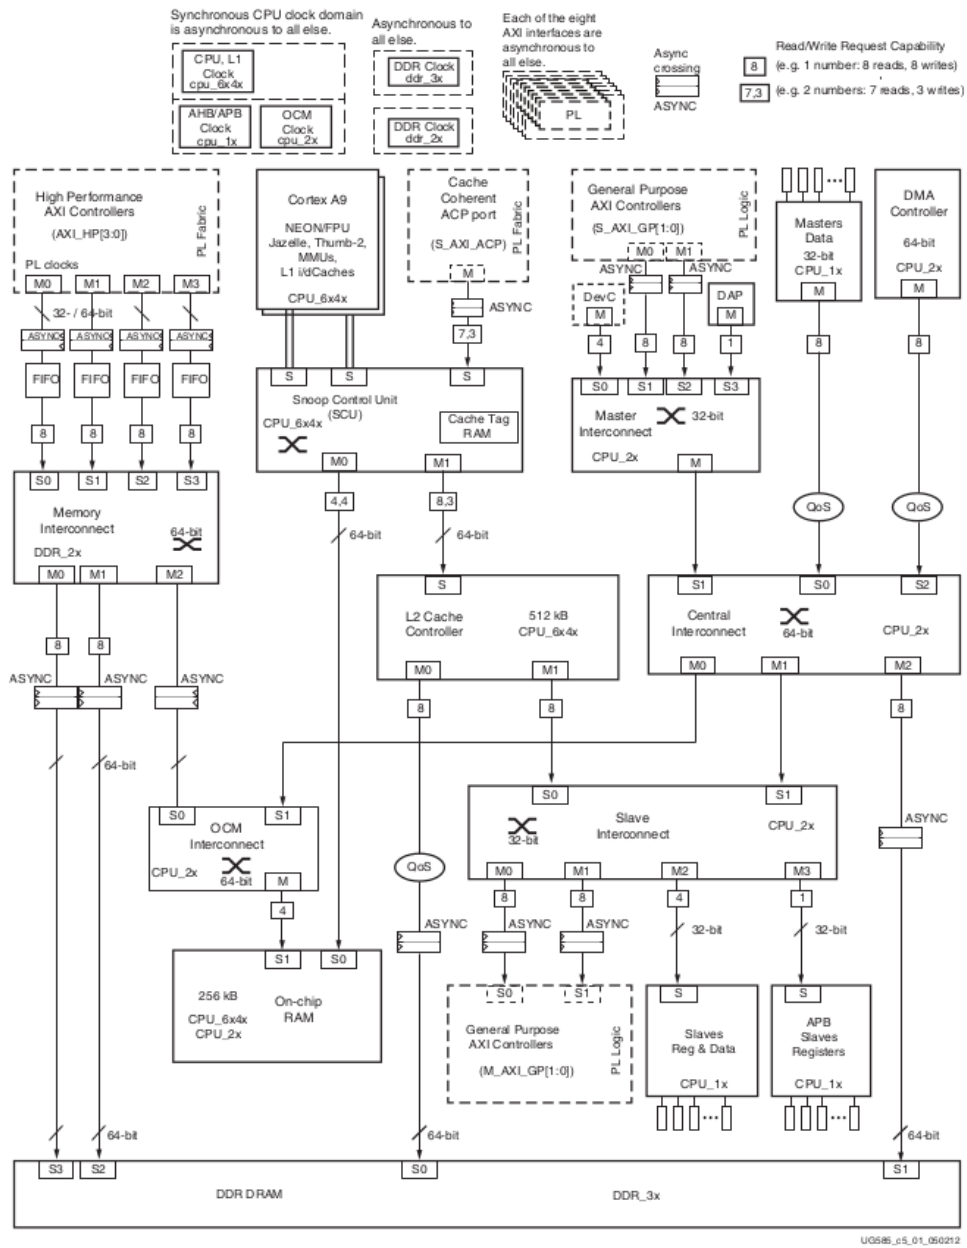 Synchronous CPU clock domain
is asynchronous to all else.
CPU, L1
Clock
cpu_6x4x
AHB/APB
Clock
cpu_1x
OCM
Clock
cpu_2x
Asynchronous to
all else.
DDR Clock
ddr_3x
DDR Clock
ddr_2x
Each of the eight
AXI interfaces are
asynchronous to
all else.
PL
Async
crossing
ASYNC
Read/Write Request Capability
8
(e.g. 1 number: 8 reads, 8 writes)
7,3
(e.g. 2 numbers: 7 reads, 3 writes)
High Performance
AXI Controllers
(AXI_HP[3:0])
PL Fabric
PL clocks
M0
M1
M2
M3
32- / 64-bit
ASYNC
ASYNC
ASYNC
ASYNC
FIFO
FIFO
FIFO
FIFO
8
8
8
8
S0
S1
S2
S3
Memory
Interconnect
64-bit
DDR_2x
M0
M1
M2
8
8
ASYNC
ASYNC
ASYNC
64-bit
Cortex A9
NEON/FPU
Jazelle, Thumb-2,
MMUs,
L1 i/dCaches
CPU_6x4x
Cache
Coherent
ACP port
(S_AXI_ACP)
PL Fabric
M
ASYNC
7,3
S
S
S
Snoop Control Unit
(SCU)
CPU_6x4x
Cache Tag
RAM
M0
M1
4,4
8,3
64-bit
64-bit
General Purpose
AXI Controllers
(S_AXI_GP[1:0])
PL Logic
M0
M1
ASYNC
ASYNC
DevC
M
DAP
M
4
8
8
1
S0
S1
S2
S3
Master
Interconnect
32-bit
CPU_2x
M
Masters
Data
32-bit
CPU_1x
M
8
QoS
DMA
Controller
64-bit
CPU_2x
M
8
QoS
S
L2 Cache
Controller
512 kB
CPU_6x4x
M0
M1
8
8
S1
S0
S2
Central
Interconnect
64-bit
CPU_2x
M0
M1
M2
8
ASYNC
S0
S1
OCM
Interconnect
CPU_2x
64-bit
M
4
QoS
ASYNC
S0
S1
Slave
Interconnect
32-bit
CPU_2x
M0
M1
M2
M3
8
8
4
1
ASYNC
ASYNC
32-bit
32-bit
S1
S0
256 kB
CPU_6x4x
CPU_2x
On-chip
RAM
S0
S1
General Purpose
AXI Controllers
(M_AXI_GP[1:0])
PL Logic
S
Slaves
Reg & Data
CPU_1x
S
APB
Slaves
Registers
CPU_1x
64-bit
64-bit
64-bit
S3
S2
S0
S1
DDR DRAM
DDR_3x
UG585_c5_01_050212